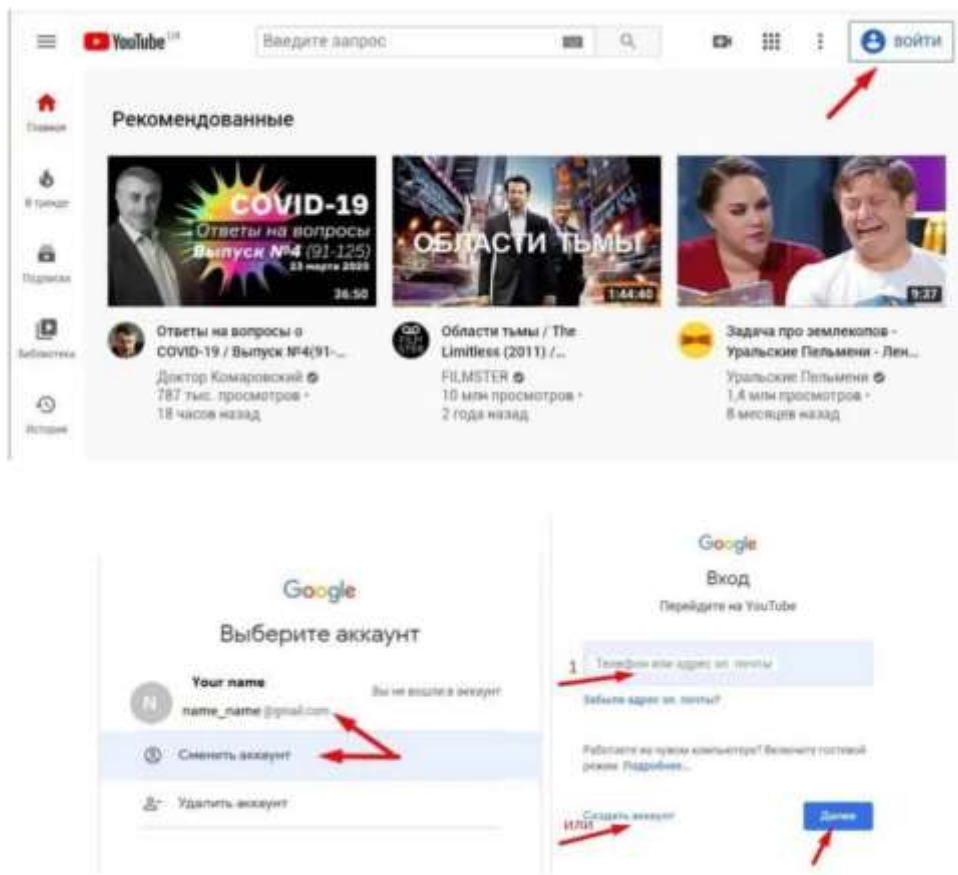 YouTube UA
Введите запрос
ВОЙТИ
Главная
В тренде
Подписки
Библиотека
История
Рекомендованные
COVID-19
Ответы на вопросы
Выпуск №4 (91-125)
23 марта 2020
36:50
ОБЛАСТИ ТЬМЫ
1:44:40
9:37
Ответы на вопросы о
COVID-19 / Выпуск №4(91-...
Доктор Комаровский
787 тыс. просмотров •
18 часов назад
Области тьмы / The
Limitless (2011) /...
FILMSTER
10 млн просмотров •
2 года назад
Задача про землекопов -
Уральские Пельмени - Лен...
Уральские Пельмени
1,4 млн просмотров •
8 месяцев назад
Google
Выберите аккаунт
N
Your name
Вы не вошли в аккаунт
name_name @gmail.com
Сменить аккаунт
Удалить аккаунт
Google
Вход
Перейдите на YouTube
1
Телефон или адрес эл. почты
Забыли адрес эл. почты?
Работаете на чужом компьютере? Включите гостевой
режим. Подробнее...
или
Создать аккаунт
Далее